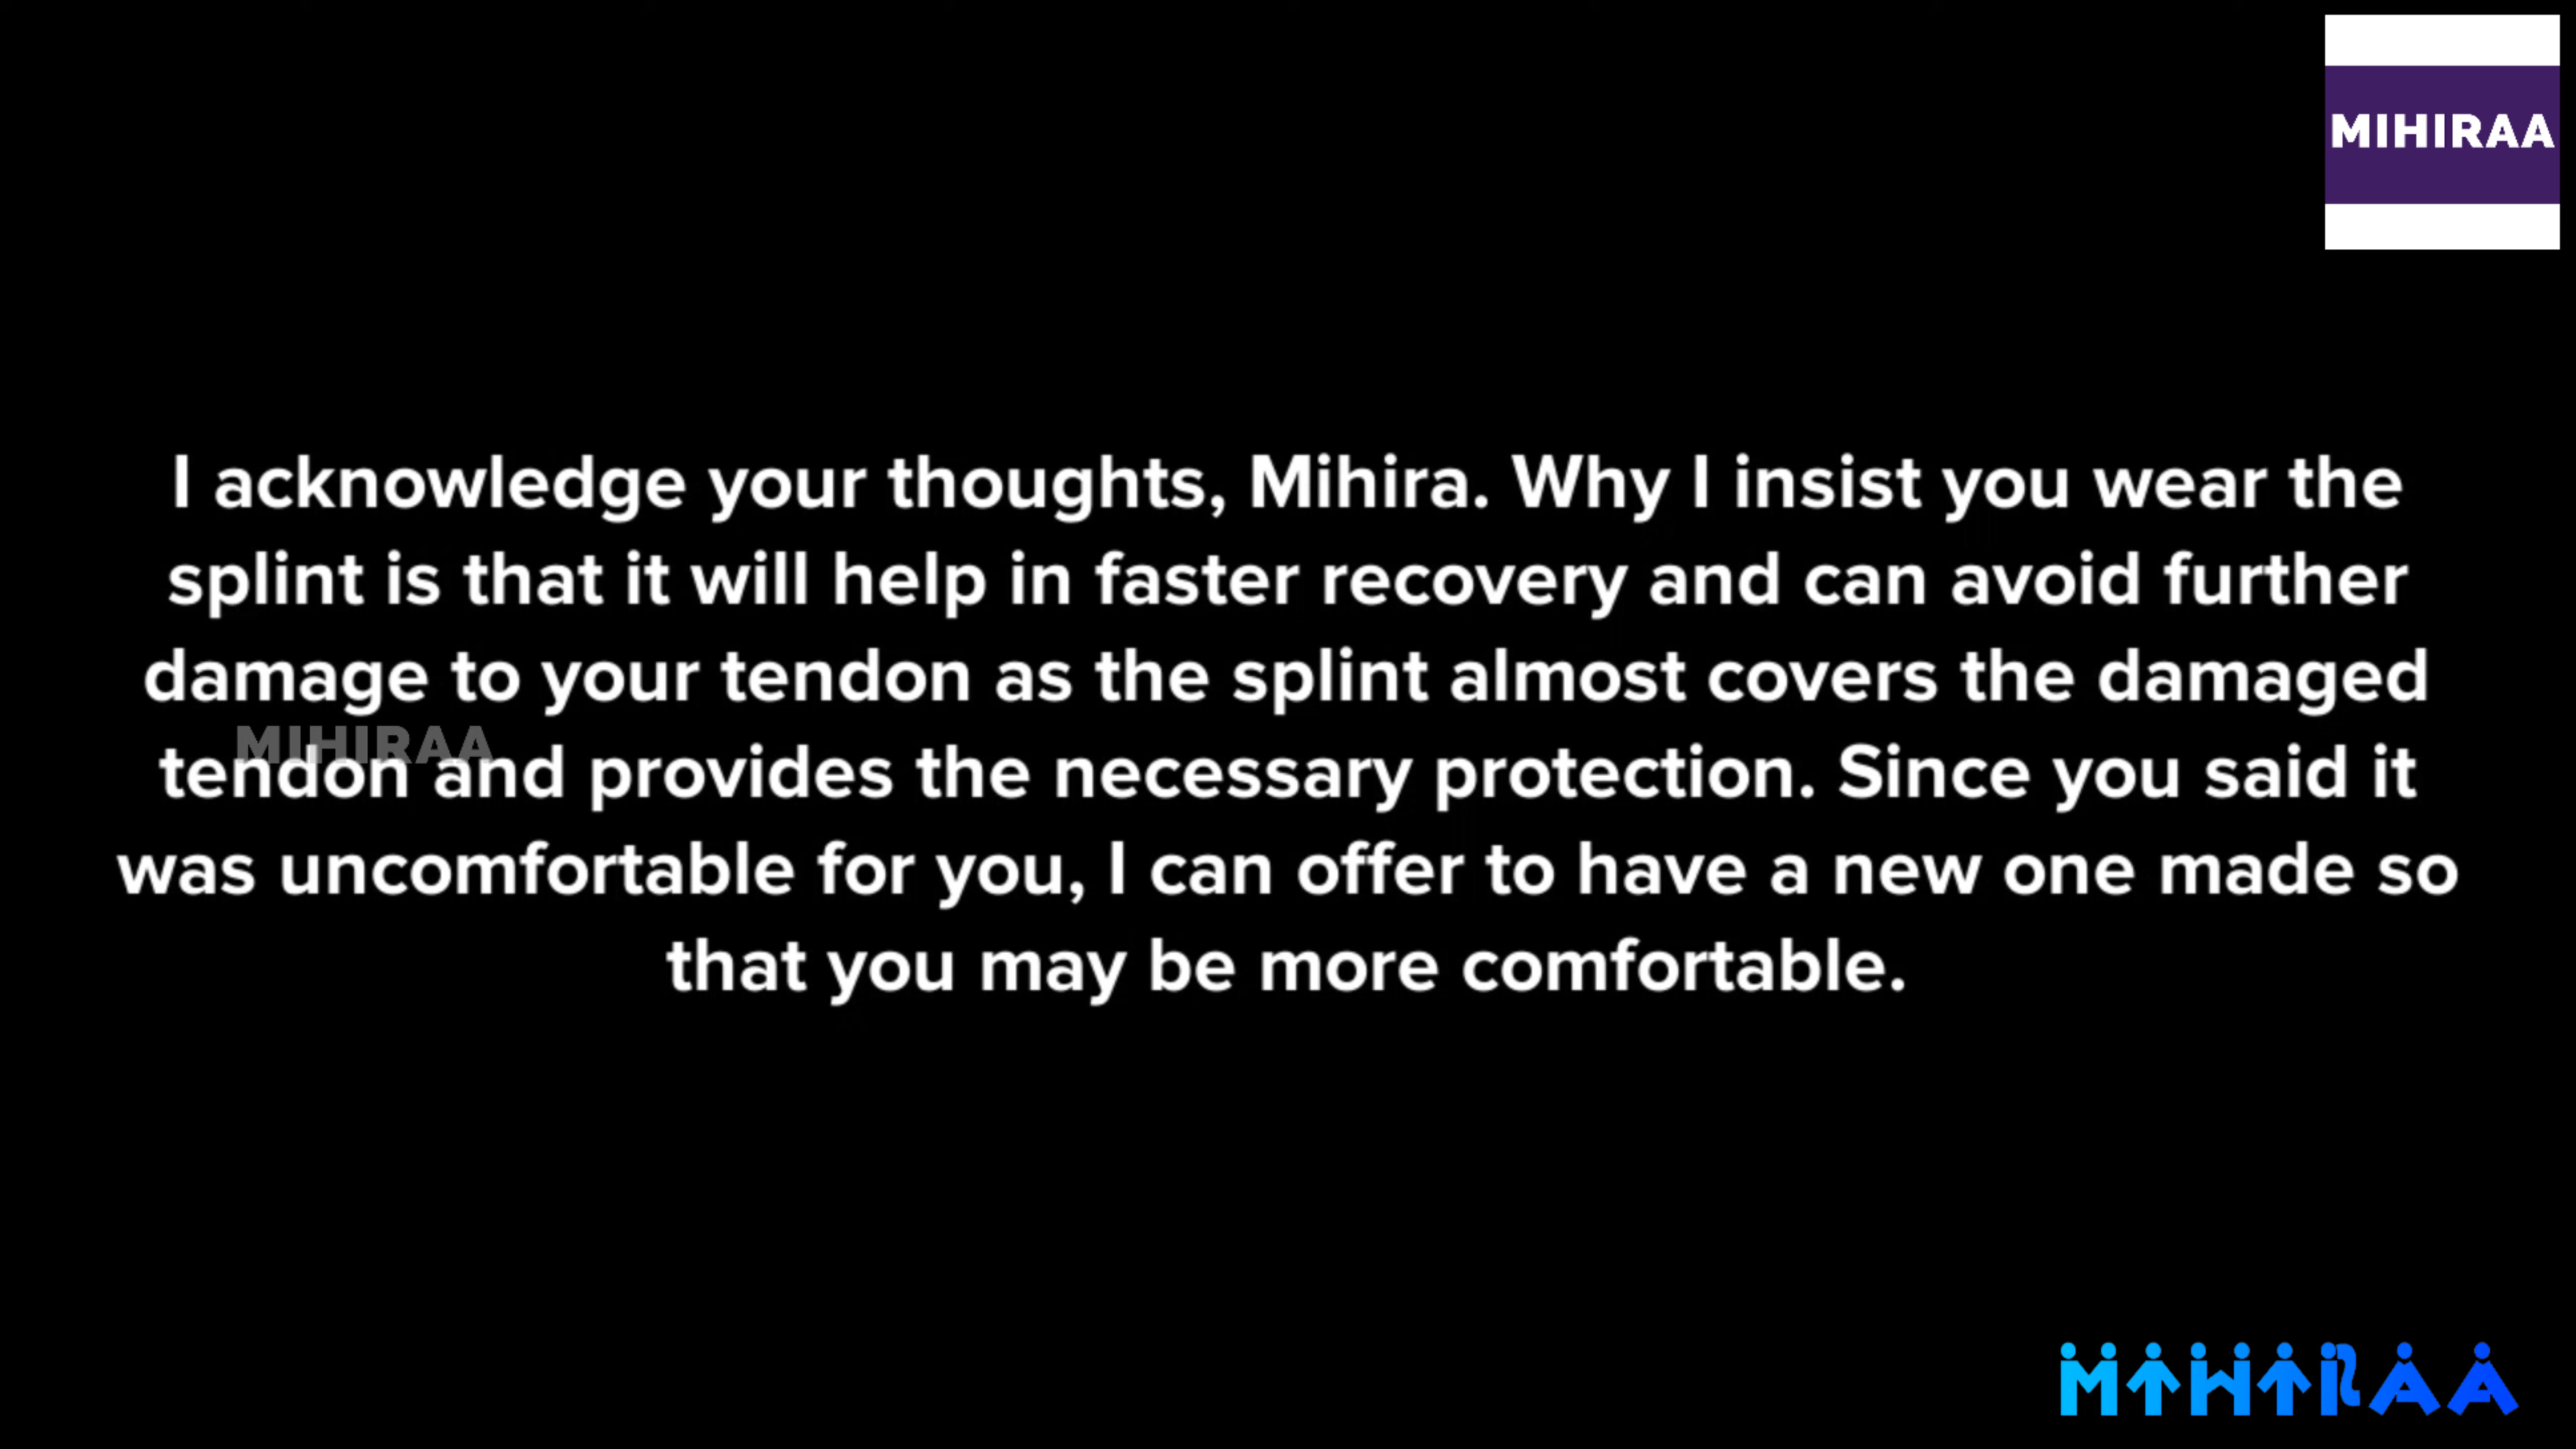 MIHIRAA
I acknowledge your thoughts, Mihira. Why I insist you wear the
splint is that it will help in faster recovery and can avoid further
damage to your tendon as the splint almost covers the damaged
MIHIRAA
tendon and provides the necessary protection. Since you said it
was uncomfortable for you, I can offer to have a new one made so
that you may be more comfortable.
MIHIRAA